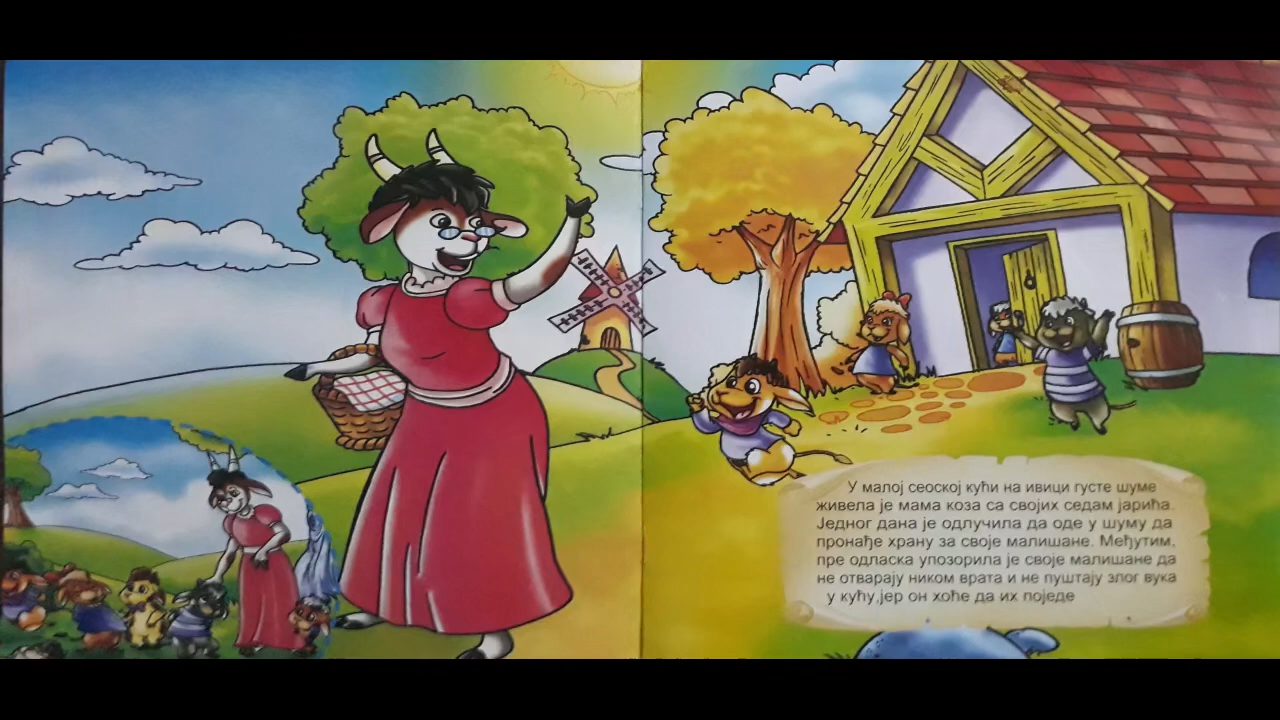 У малој сеоској кући на ивици густе шуме
живела је мама коза са својих седам јарића.
Једног дана је одлучила да оде у шуму да
пронађе храну за своје малишане. Међутим,
пре одласка упозорила је своје малишане да
не отварају ником врата и не пуштају злог вука
у кућу,јер он хоће да их поједе